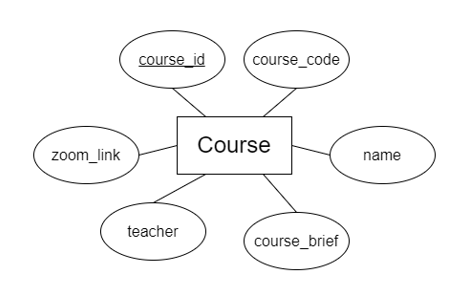 course_id
course_code
zoom_link
Course
name
teacher
course_brief